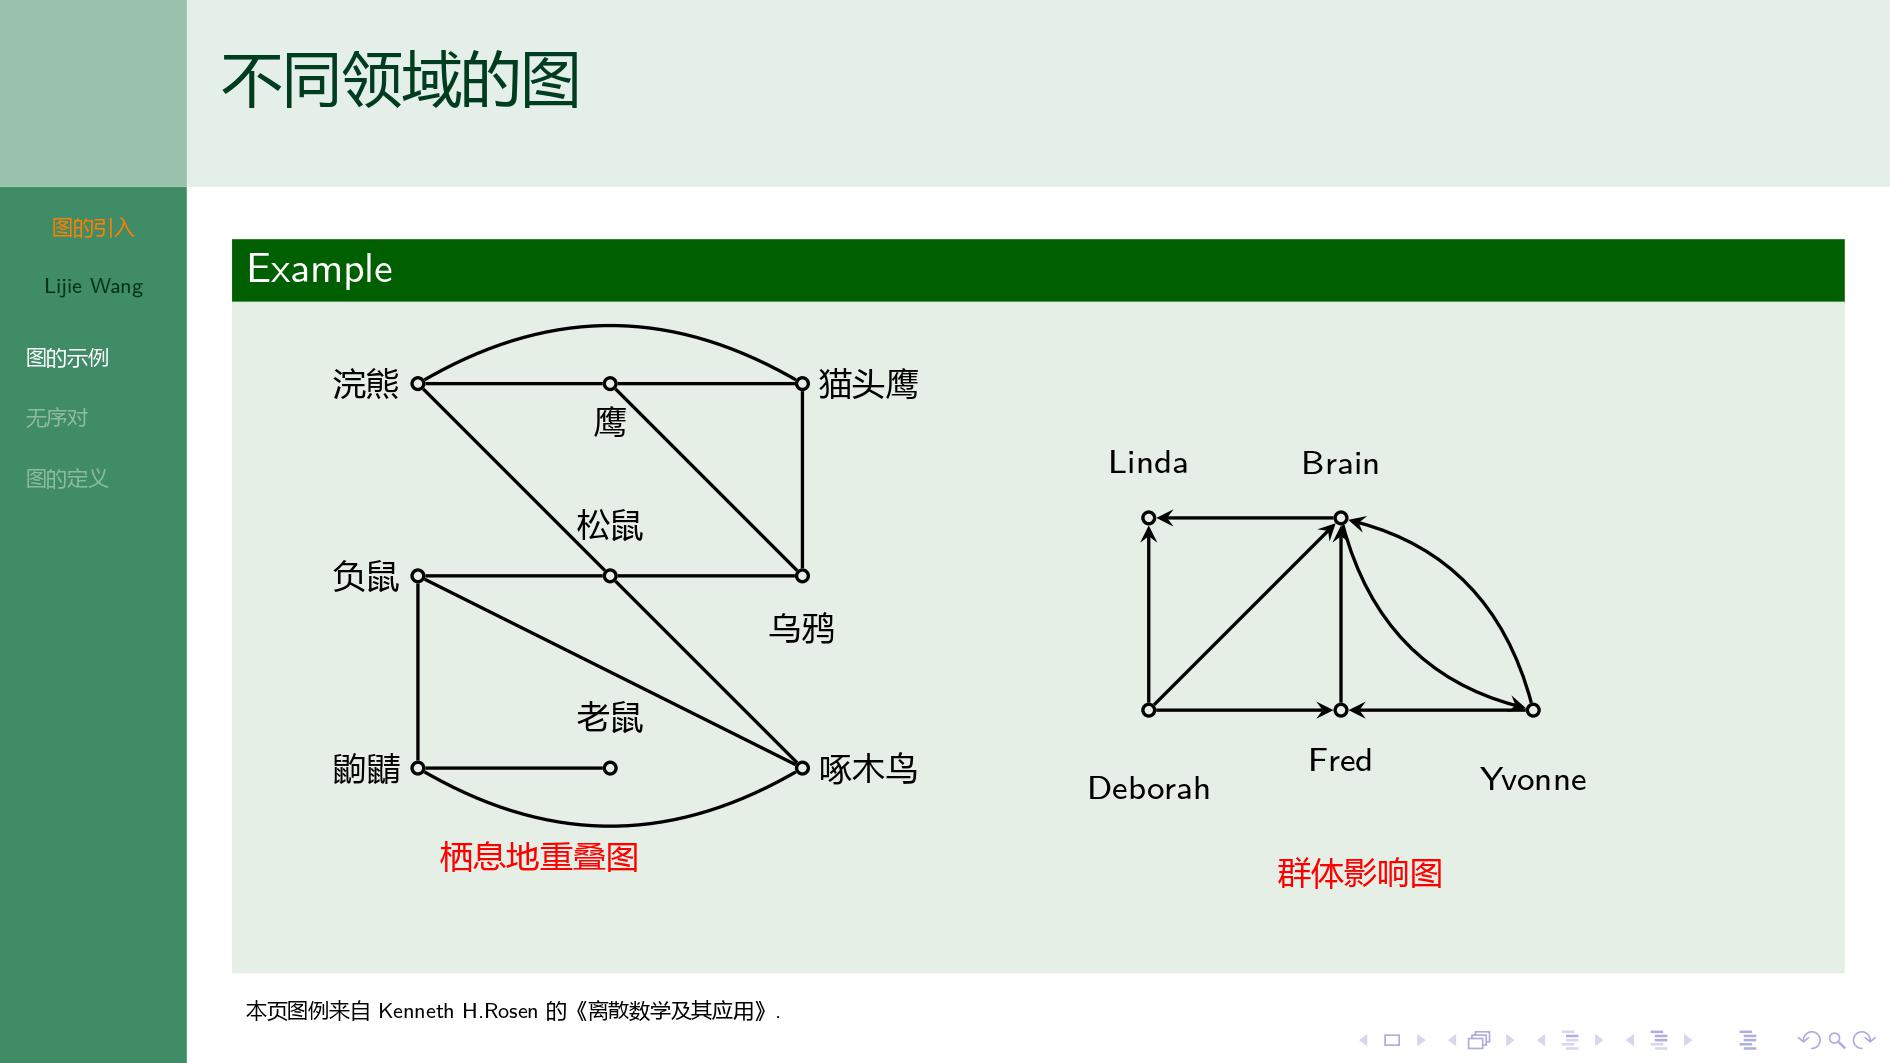 不同领域的图
图的引入
Lijie Wang
图的示例
无序对
图的定义
Example
浣熊
鹰
猫头鹰
松鼠
负鼠
乌鸦
老鼠
鼩鼱
啄木鸟
栖息地重叠图
Linda
Brain
Deborah
Fred
Yvonne
群体影响图
本页图例来自 Kenneth H.Rosen 的《离散数学及其应用》.